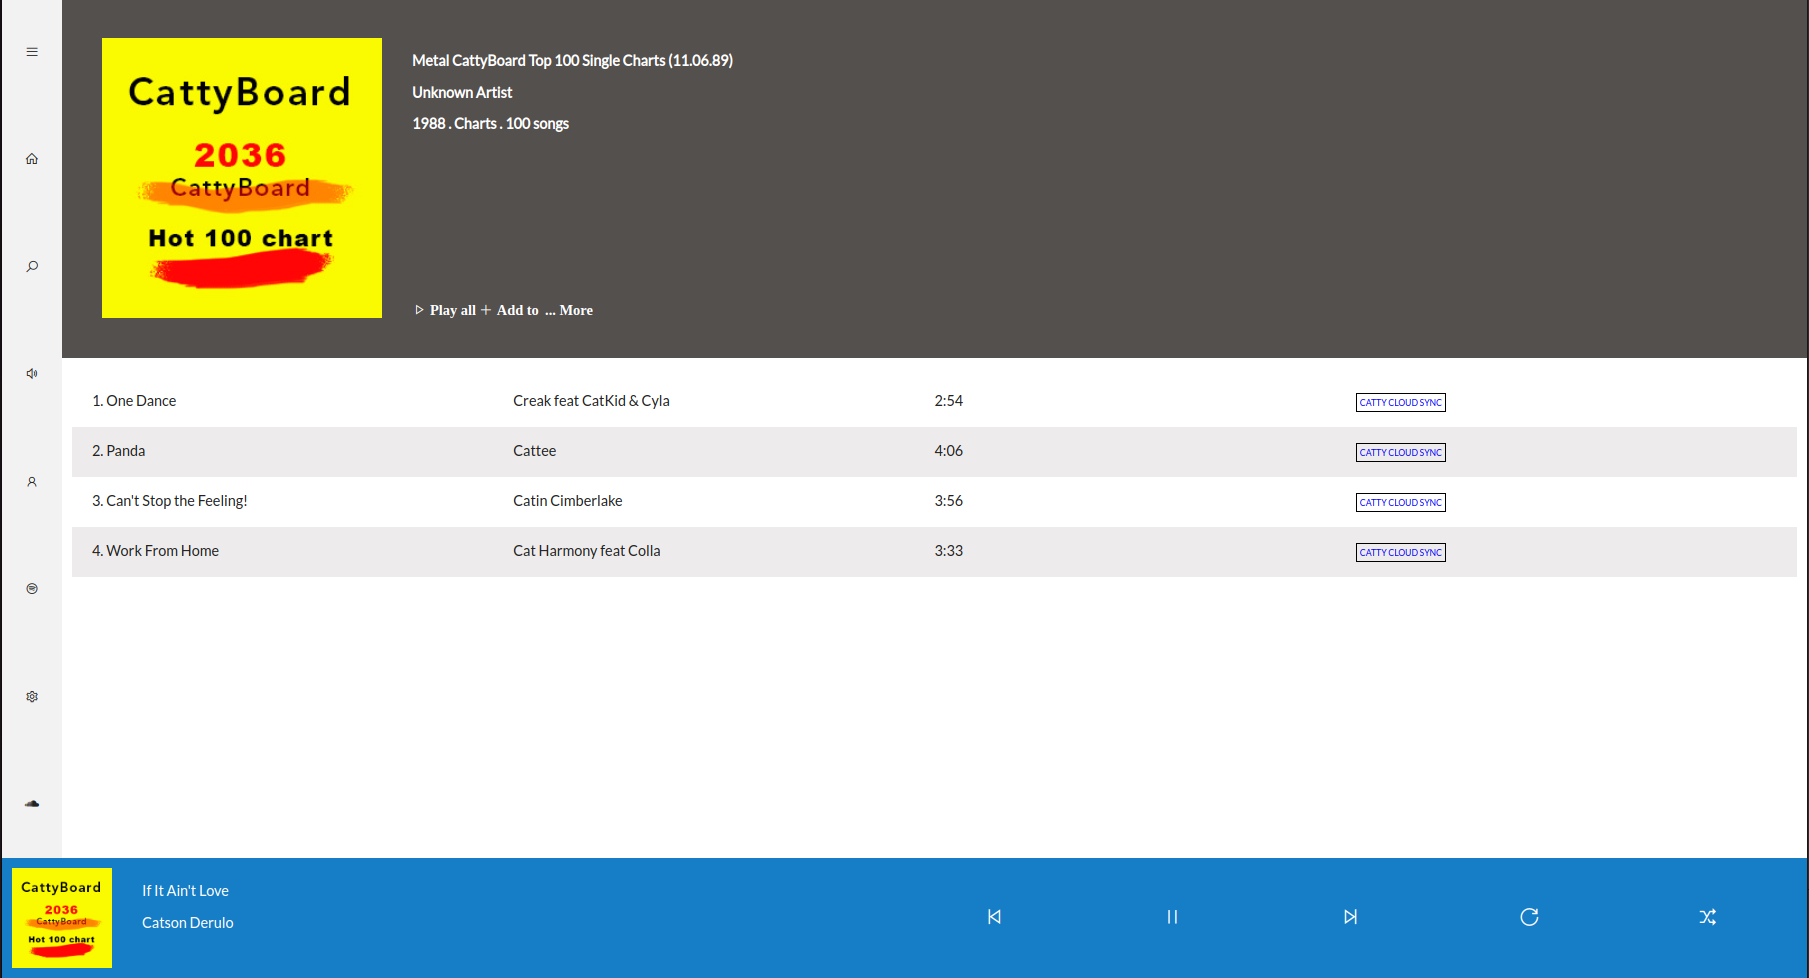 CattyBoard
2036
CattyBoard
Hot 100 chart
Metal CattyBoard Top 100 Single Charts (11.06.89)
Unknown Artist
1988 . Charts . 100 songs
Play all + Add to ... More
1. One Dance Creak feat CatKid & Cyla 2:54 CATTY CLOUD SYNC
2. Panda Cattee 4:06 CATTY CLOUD SYNC
3. Can't Stop the Feeling! Catin Cimberlake 3:56 CATTY CLOUD SYNC
4. Work From Home Cat Harmony feat Colla 3:33 CATTY CLOUD SYNC
CattyBoard
2036
CattyBoard
Hot 100 chart
If It Ain't Love
Catson Derulo